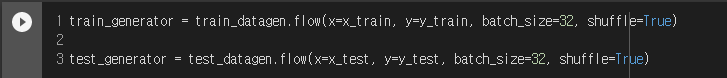 1 train_generator = train_datagen.flow(x=x_train, y=y_train, batch_size=32, shuffle=True)
2
3 test_generator = test_datagen.flow(x=x_test, y=y_test, batch_size=32, shuffle=True)